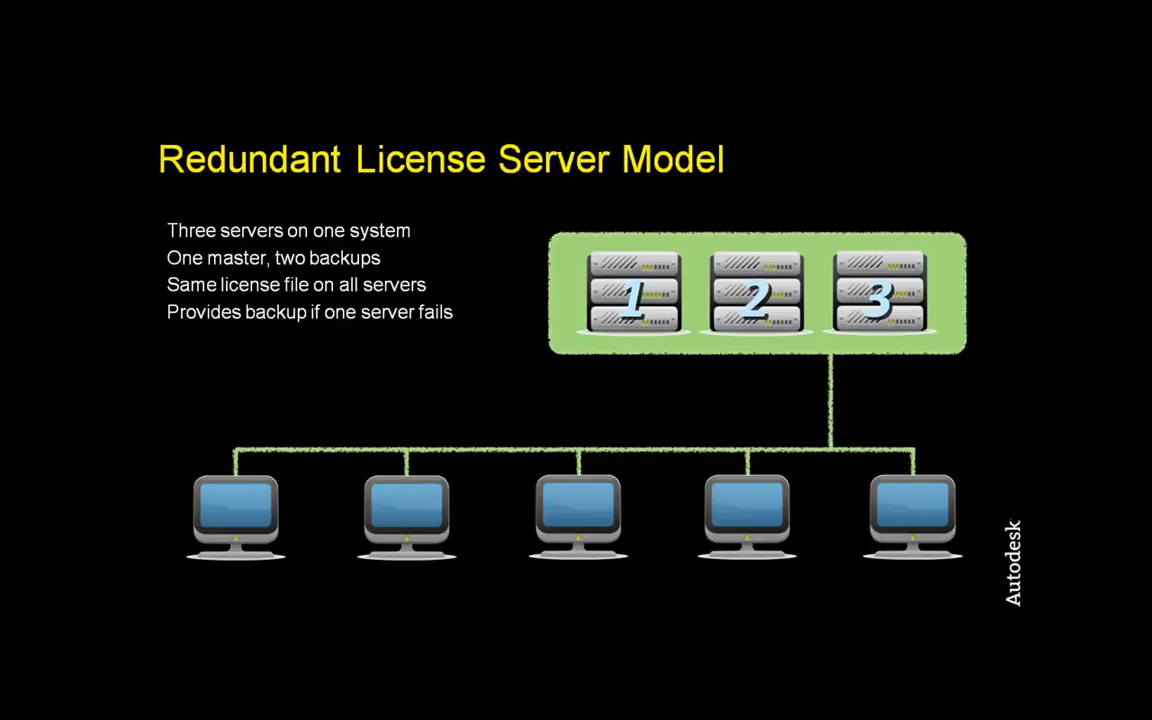 Redundant License Server Model
Three servers on one system
One master, two backups
Same license file on all servers
Provides backup if one server fails
1 2 3
Autodesk